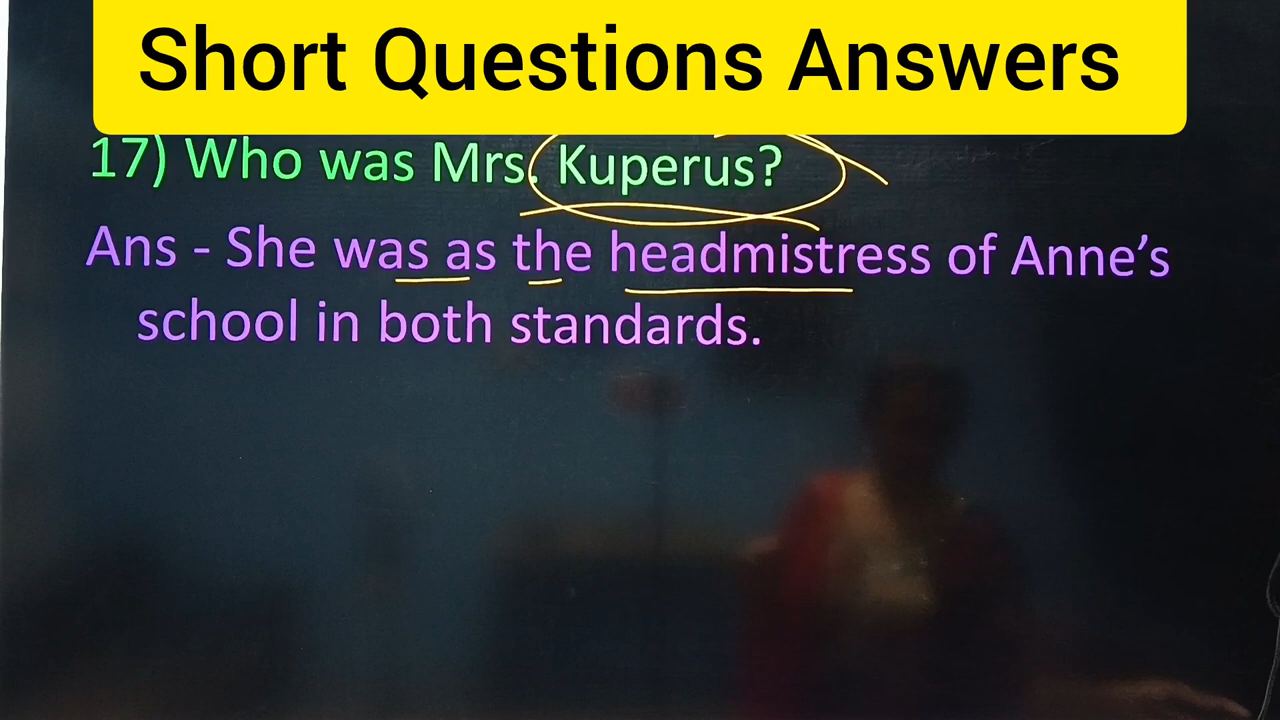 Short Questions Answers
17) Who was Mrs. Kuperus?
Ans - She was as the headmistress of Anne's
school in both standards.